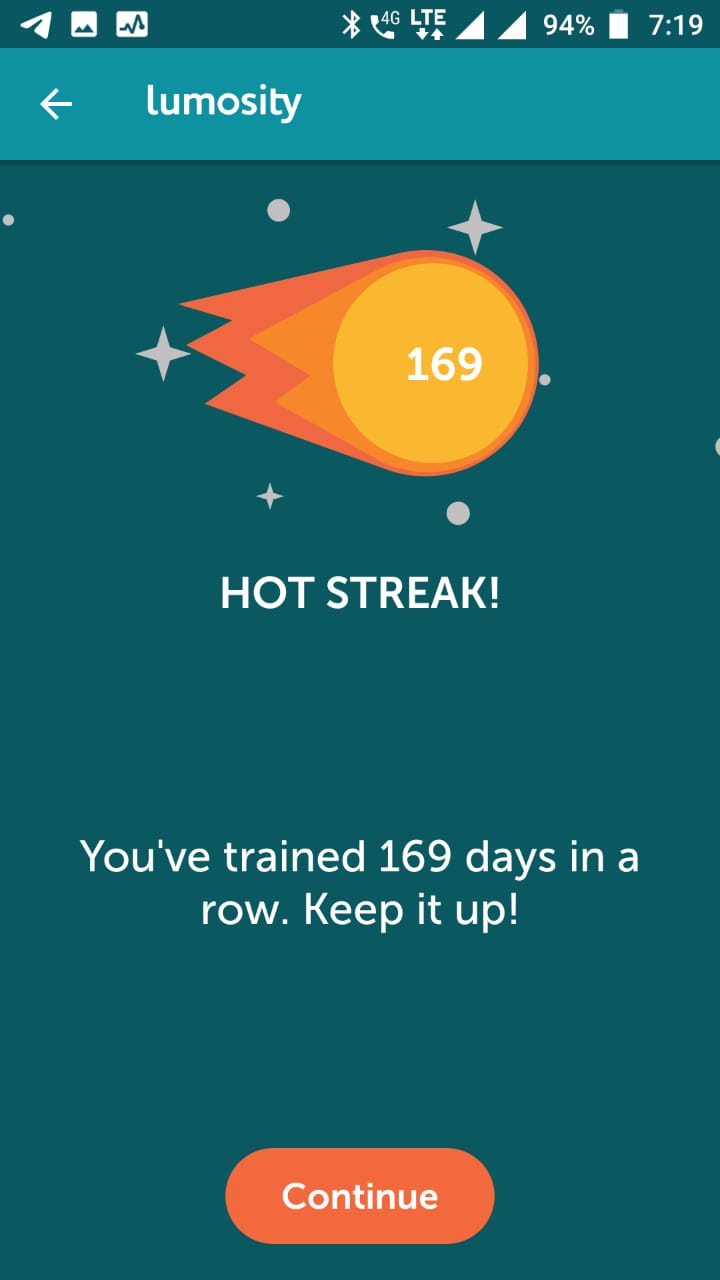 4G LTE 94% 7:19
lumosity
169
HOT STREAK!
You've trained 169 days in a
row. Keep it up!
Continue